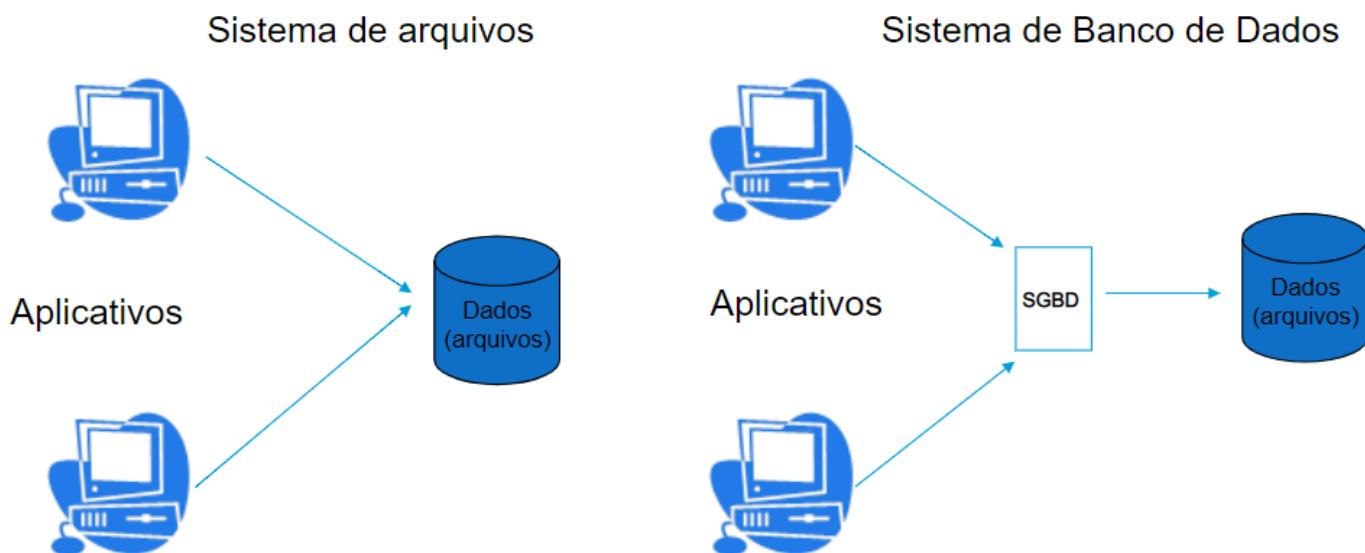 Sistema de arquivos
Aplicativos
Dados
(arquivos)
Sistema de Banco de Dados
Aplicativos
SGBD
Dados
(arquivos)